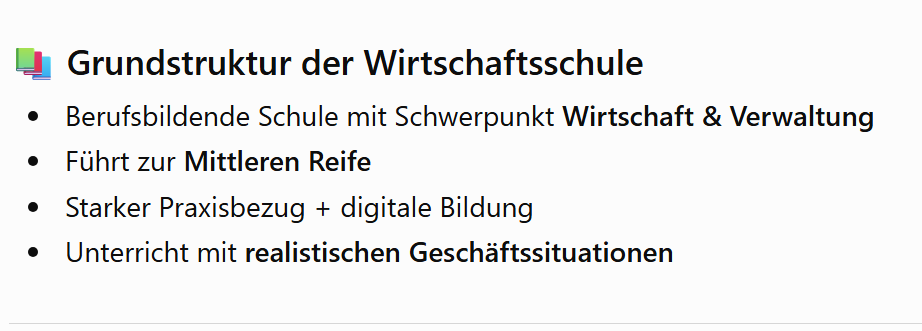 Grundstruktur der Wirtschaftsschule
Berufsbildende Schule mit Schwerpunkt Wirtschaft & Verwaltung
Führt zur Mittleren Reife
Starker Praxisbezug + digitale Bildung
Unterricht mit realistischen Geschäftssituationen